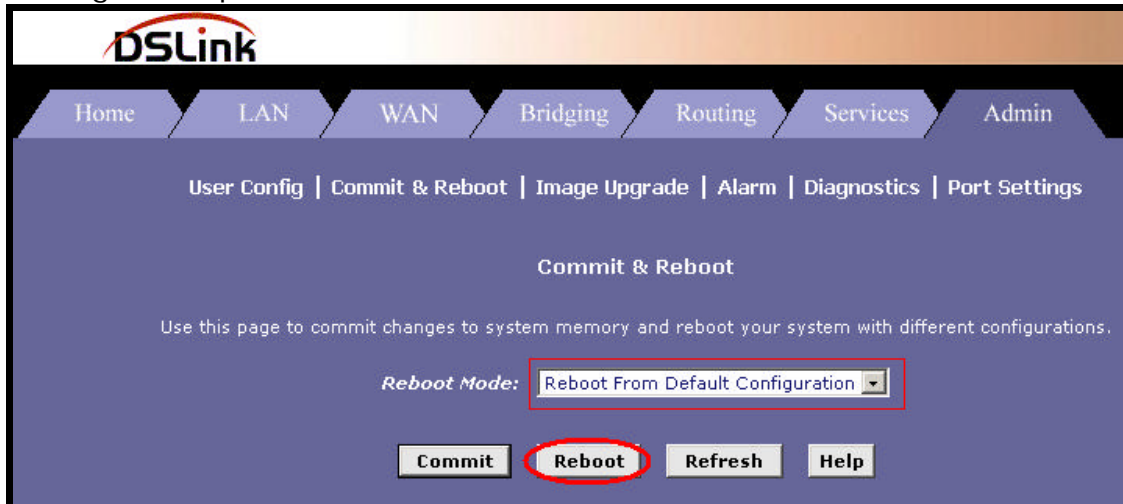 DSLink
Home LAN WAN Bridging Routing Services Admin
User Config | Commit & Reboot | Image Upgrade | Alarm | Diagnostics | Port Settings
Commit & Reboot
Use this page to commit changes to system memory and reboot your system with different configurations.
Reboot Mode: Reboot From Default Configuration
Commit Reboot Refresh Help